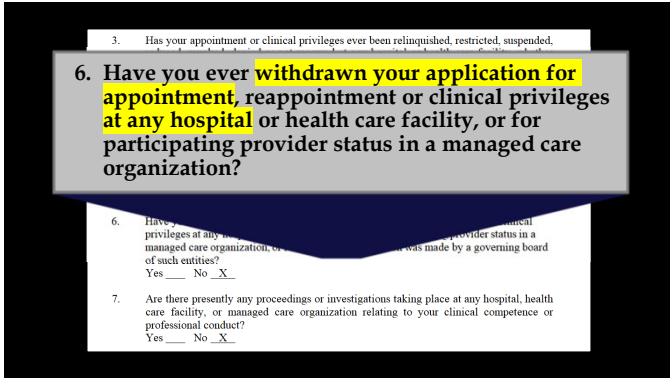 3. Has your appointment or clinical privileges ever been relinquished, restricted, suspended,
6. Have you ever withdrawn your application for
appointment, reappointment or clinical privileges
at any hospital or health care facility, or for
participating provider status in a managed care
organization?
6. Have
privileges at any provider status in a
managed care organization, was made by a governing board
of such entities?
Yes ___ No _X_
7. Are there presently any proceedings or investigations taking place at any hospital, health
care facility, or managed care organization relating to your clinical competence or
professional conduct?
Yes ___ No _X_